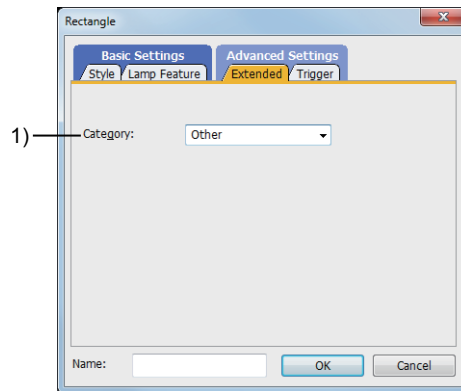 Rectangle
x
Basic Settings Advanced Settings
Style Lamp Feature Extended Trigger
1) Category: Other
Name: OK Cancel